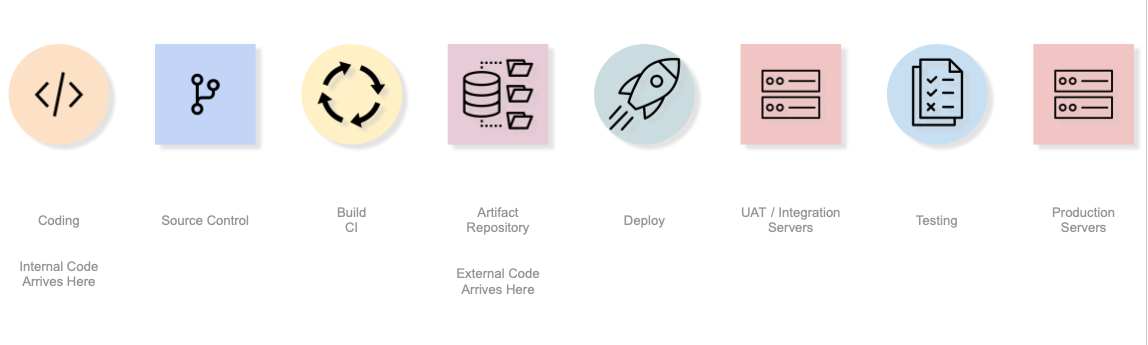 Coding
Source Control
Build
CI
Artifact
Repository
Deploy
UAT / Integration
Servers
Testing
Production
Servers
Internal Code
Arrives Here
External Code
Arrives Here